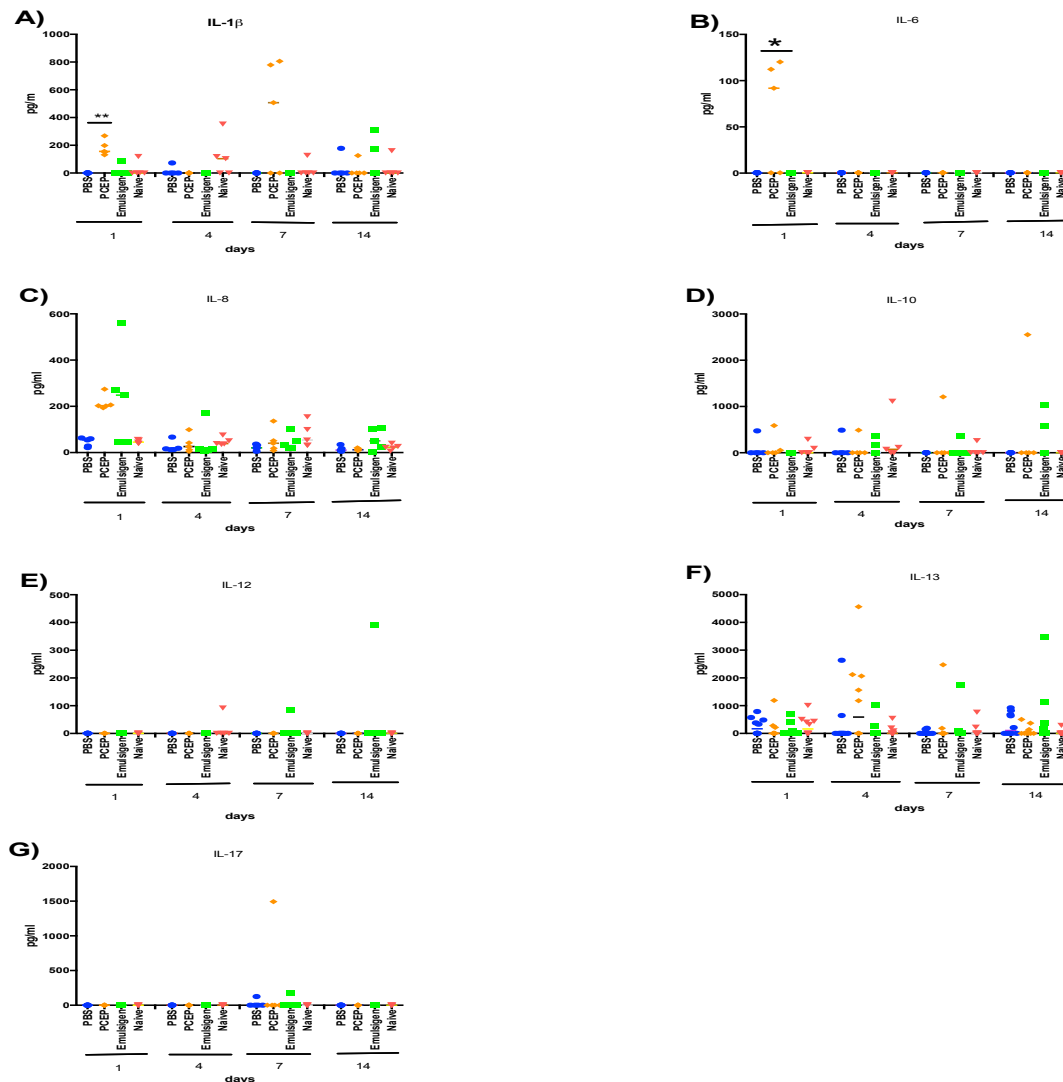 A)
IL-1β
1000
800
600
400
200
0
pg/m
**
PBS PCEP Emulsigen Naive PBS PCEP Emulsigen Naive PBS PCEP Emulsigen Naive PBS PCEP Emulsigen Naive
1 4 7 14
days
B)
IL-6
150
100
50
0
pg/ml
*
PBS PCEP Emulsigen Naive PBS PCEP Emulsigen Naive PBS PCEP Emulsigen Naive PBS PCEP Emulsigen Naive
1 4 7 14
days
C)
IL-8
600
400
200
0
pg/ml
PBS PCEP Emulsigen Naive PBS PCEP Emulsigen Naive PBS PCEP Emulsigen Naive PBS PCEP Emulsigen Naive
1 4 7 14
days
D)
IL-10
3000
2000
1000
0
pg/ml
PBS PCEP Emulsigen Naive PBS PCEP Emulsigen Naive PBS PCEP Emulsigen Naive PBS PCEP Emulsigen Naive
1 4 7 14
days
E)
IL-12
500
400
300
200
100
0
pg/ml
PBS PCEP Emulsigen Naive PBS PCEP Emulsigen Naive PBS PCEP Emulsigen Naive PBS PCEP Emulsigen Naive
1 4 7 14
days
F)
IL-13
5000
4000
3000
2000
1000
0
pg/ml
PBS PCEP Emulsigen Naive PBS PCEP Emulsigen Naive PBS PCEP Emulsigen Naive PBS PCEP Emulsigen Naive
1 4 7 14
days
G)
IL-17
2000
1500
1000
500
0
pg/ml
PBS PCEP Emulsigen Naive PBS PCEP Emulsigen Naive PBS PCEP Emulsigen Naive PBS PCEP Emulsigen Naive
1 4 7 14
days